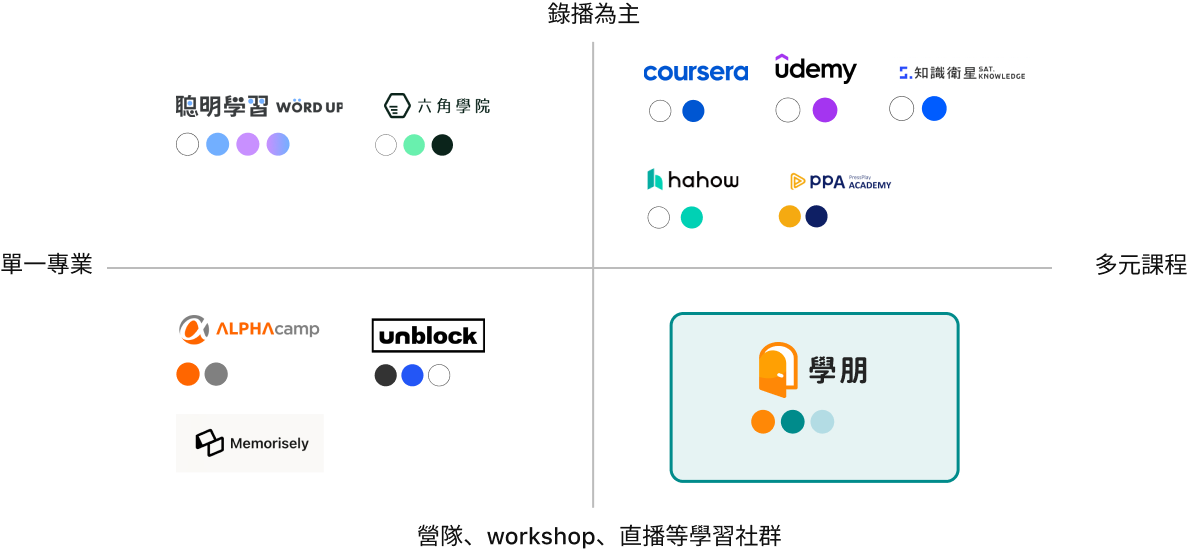 錄播為主
coursera
udemy
知識衛星 SAT. KNOWLEDGE
聰明學習 WORD UP
六角學院
hahow
PPA PressPlay ACADEMY
單一專業
多元課程
ALPHAcamp
unblock
學朋
Memorisely
營隊、workshop、直播等學習社群